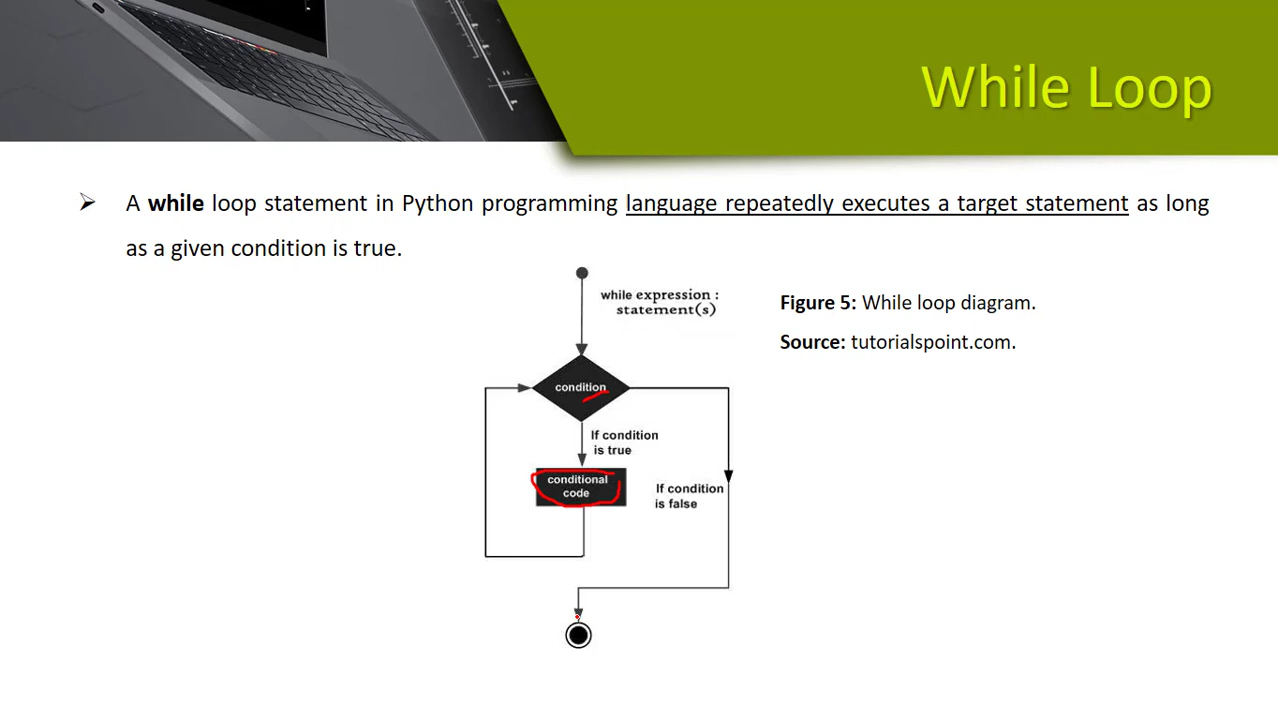 While Loop
➢ A while loop statement in Python programming language repeatedly executes a target statement as long
as a given condition is true.
while expression :
statement(s)
Figure 5: While loop diagram.
Source: tutorialspoint.com.
condition
If condition
is true
conditional
code
If condition
is false